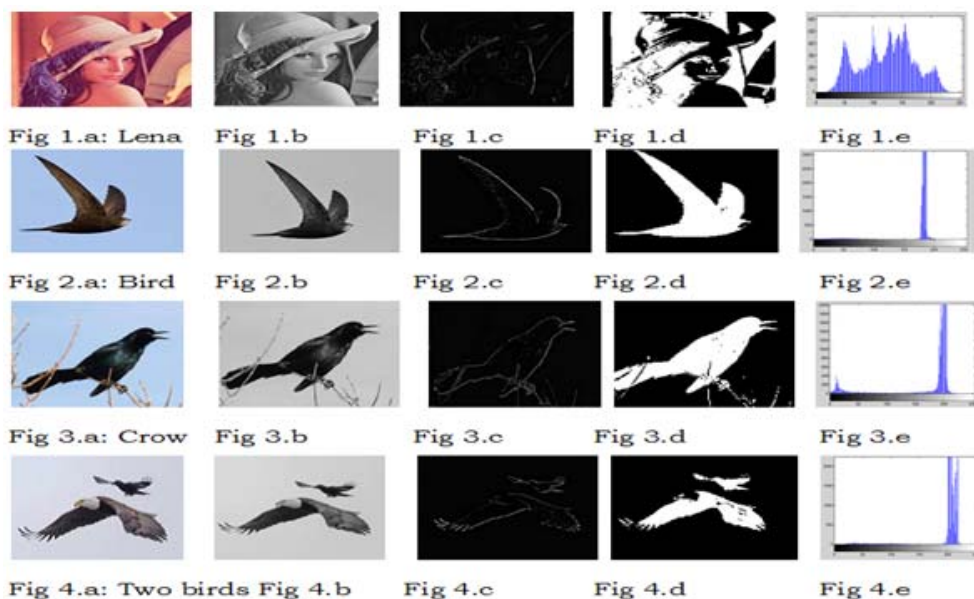 Fig 1.a: Lena Fig 1.b Fig 1.c Fig 1.d Fig 1.e
Fig 2.a: Bird Fig 2.b Fig 2.c Fig 2.d Fig 2.e
Fig 3.a: Crow Fig 3.b Fig 3.c Fig 3.d Fig 3.e
Fig 4.a: Two birds Fig 4.b Fig 4.c Fig 4.d Fig 4.e